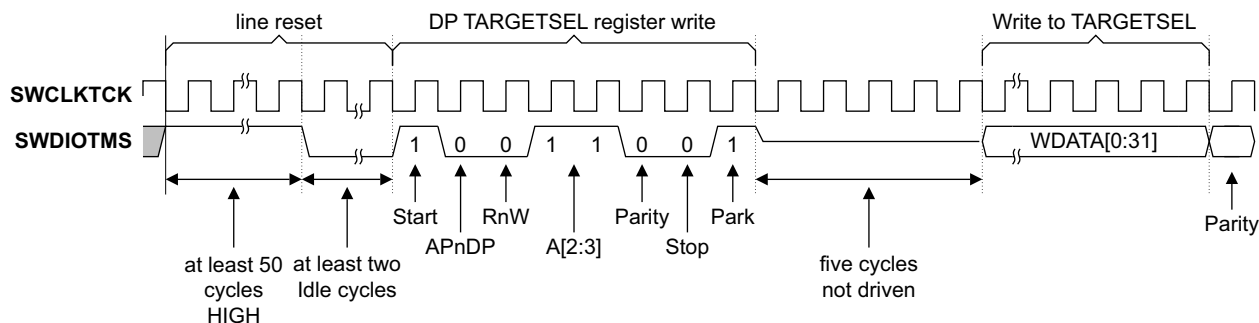 line reset
DP TARGETSEL register write
Write to TARGETSEL
SWCLKTCK
SWDIOTMS
1 0 0 1 1 0 0 1
WDATA[0:31]
Start
RnW
Parity
Park
Parity
APnDP
A[2:3]
Stop
at least 50
cycles
HIGH
at least two
Idle cycles
five cycles
not driven